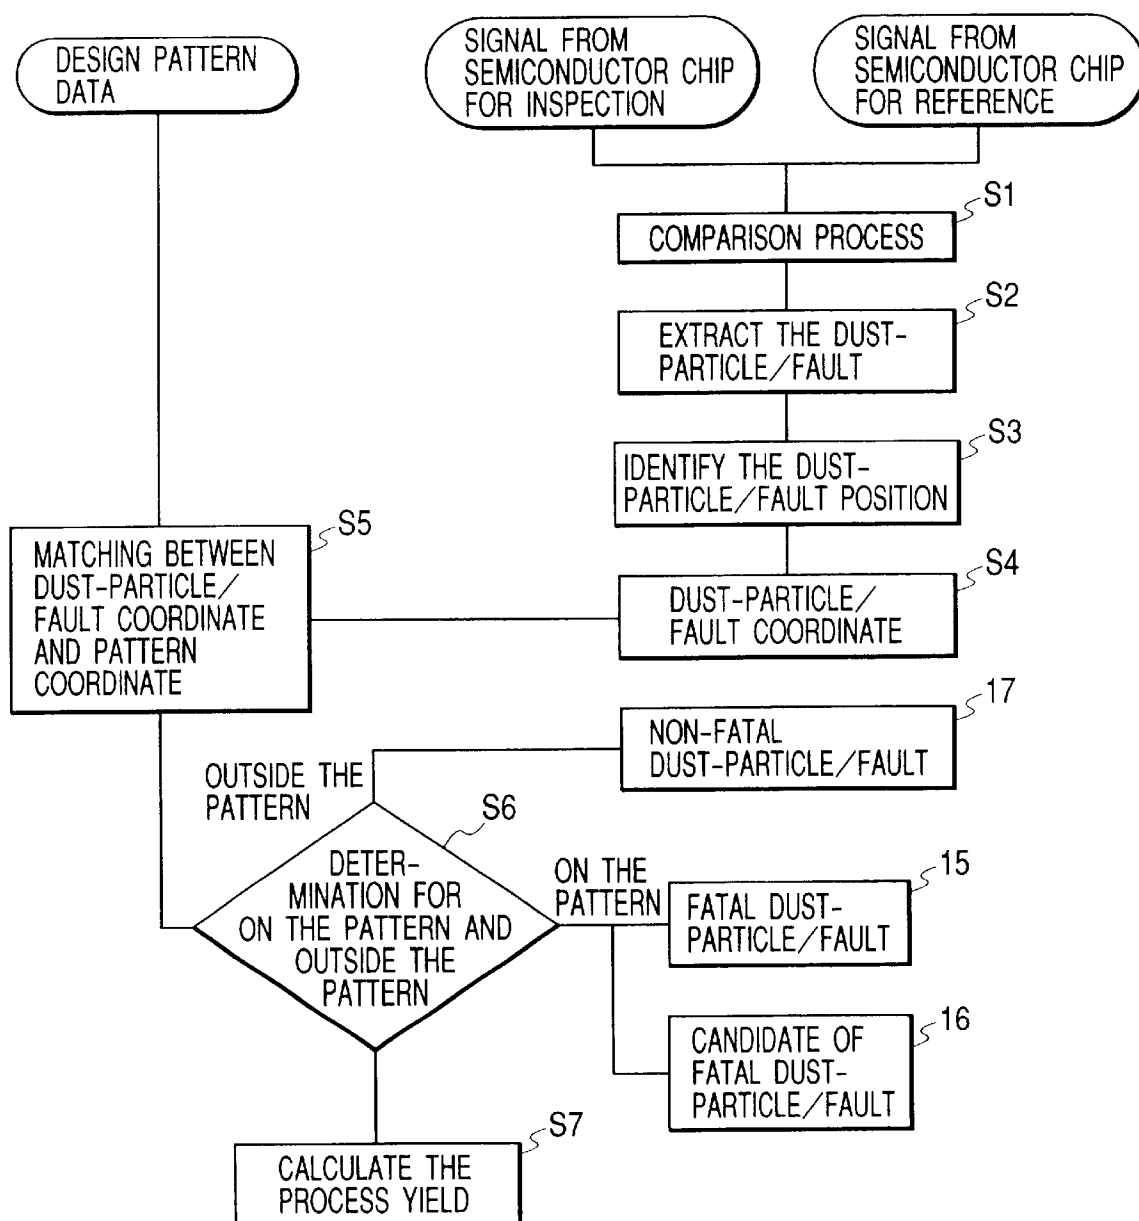 DESIGN PATTERN
DATA
SIGNAL FROM
SEMICONDUCTOR CHIP
FOR INSPECTION
SIGNAL FROM
SEMICONDUCTOR CHIP
FOR REFERENCE
S1
COMPARISON PROCESS
S2
EXTRACT THE DUST-
PARTICLE/FAULT
S3
IDENTIFY THE DUST-
PARTICLE/FAULT POSITION
S4
DUST-PARTICLE/
FAULT COORDINATE
S5
MATCHING BETWEEN
DUST-PARTICLE/
FAULT COORDINATE
AND PATTERN
COORDINATE
17
NON-FATAL
DUST-PARTICLE/FAULT
OUTSIDE THE
PATTERN
S6
DETER-
MINATION FOR
ON THE PATTERN AND
OUTSIDE THE
PATTERN
ON THE
PATTERN
15
FATAL DUST-
PARTICLE/FAULT
16
CANDIDATE OF
FATAL DUST-
PARTICLE/FAULT
S7
CALCULATE THE
PROCESS YIELD